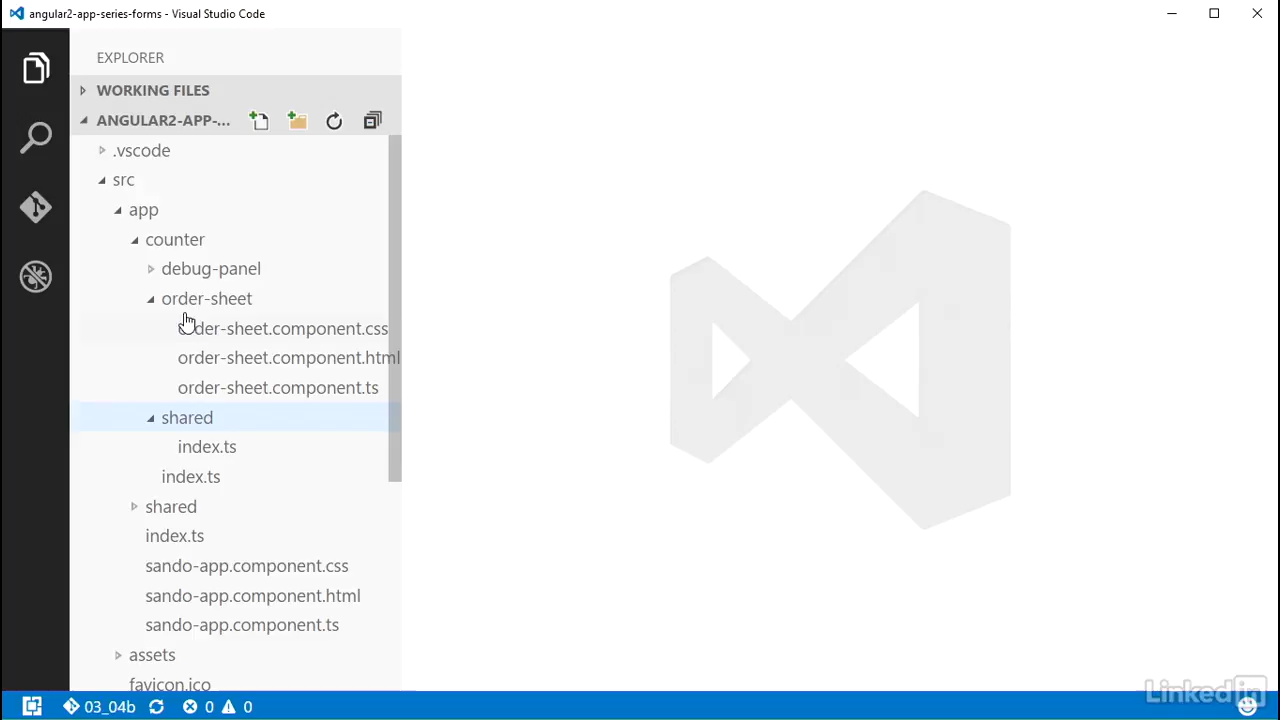 angular2-app-series-forms - Visual Studio Code
EXPLORER
WORKING FILES
ANGULAR2-APP-...
.vscode
src
app
counter
debug-panel
order-sheet
order-sheet.component.css
order-sheet.component.html
order-sheet.component.ts
shared
index.ts
index.ts
shared
index.ts
sando-app.component.css
sando-app.component.html
sando-app.component.ts
assets
favicon.ico
03_04b 0 0
Linked in